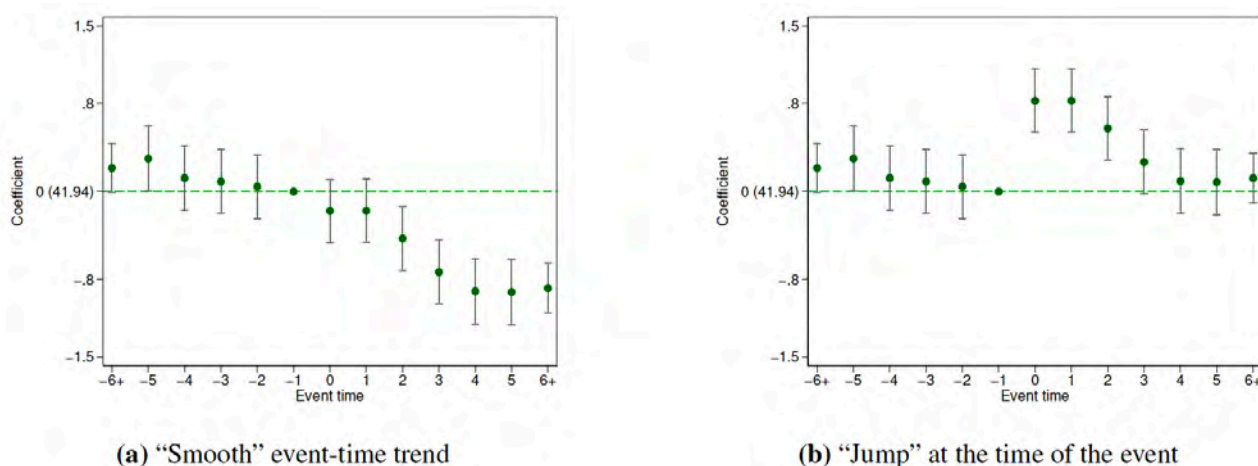 1.5
.8
0 (41.94)
−.8
−1.5
Coefficient
−6+ −5 −4 −3 −2 −1 0 1 2 3 4 5 6+
Event time
(a) “Smooth” event-time trend
1.5
.8
0 (41.94)
−.8
−1.5
Coefficient
−6+ −5 −4 −3 −2 −1 0 1 2 3 4 5 6+
Event time
(b) “Jump” at the time of the event